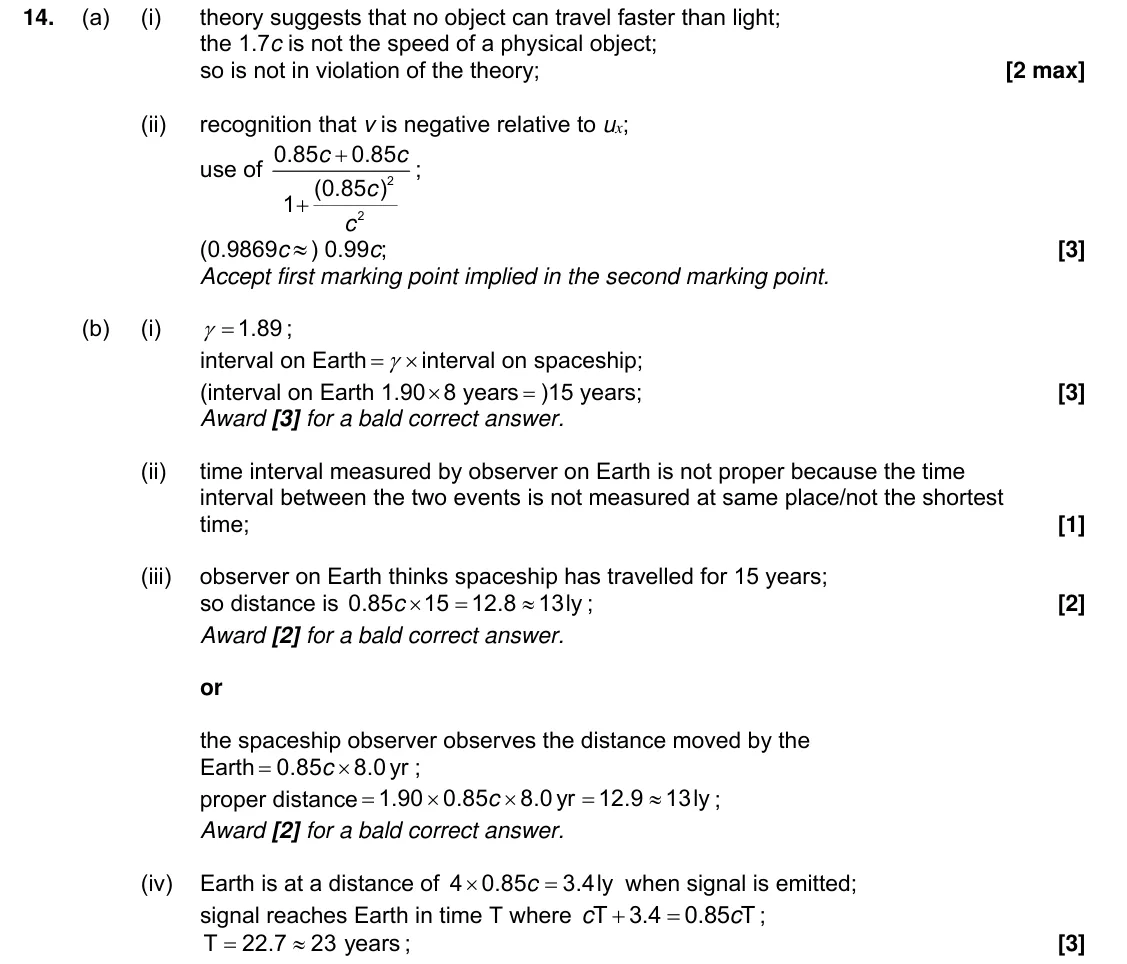 14. (a) (i) theory suggests that no object can travel faster than light;
the 1.7c is not the speed of a physical object;
so is not in violation of the theory; [2 max]
(ii) recognition that v is negative relative to uₓ;
use of (0.85c + 0.85c) / (1 + (0.85c)² / c²) ;
(0.9869c ≈) 0.99c; [3]
Accept first marking point implied in the second marking point.
(b) (i) γ = 1.89 ;
interval on Earth = γ × interval on spaceship;
(interval on Earth 1.90 × 8 years = )15 years; [3]
Award [3] for a bald correct answer.
(ii) time interval measured by observer on Earth is not proper because the time
interval between the two events is not measured at same place/not the shortest
time; [1]
(iii) observer on Earth thinks spaceship has travelled for 15 years;
so distance is 0.85c × 15 = 12.8 ≈ 13 ly ; [2]
Award [2] for a bald correct answer.
or
the spaceship observer observes the distance moved by the
Earth = 0.85c × 8.0 yr ;
proper distance = 1.90 × 0.85c × 8.0 yr = 12.9 ≈ 13 ly ;
Award [2] for a bald correct answer.
(iv) Earth is at a distance of 4 × 0.85c = 3.4 ly when signal is emitted;
signal reaches Earth in time T where cT + 3.4 = 0.85cT ;
T = 22.7 ≈ 23 years ; [3]